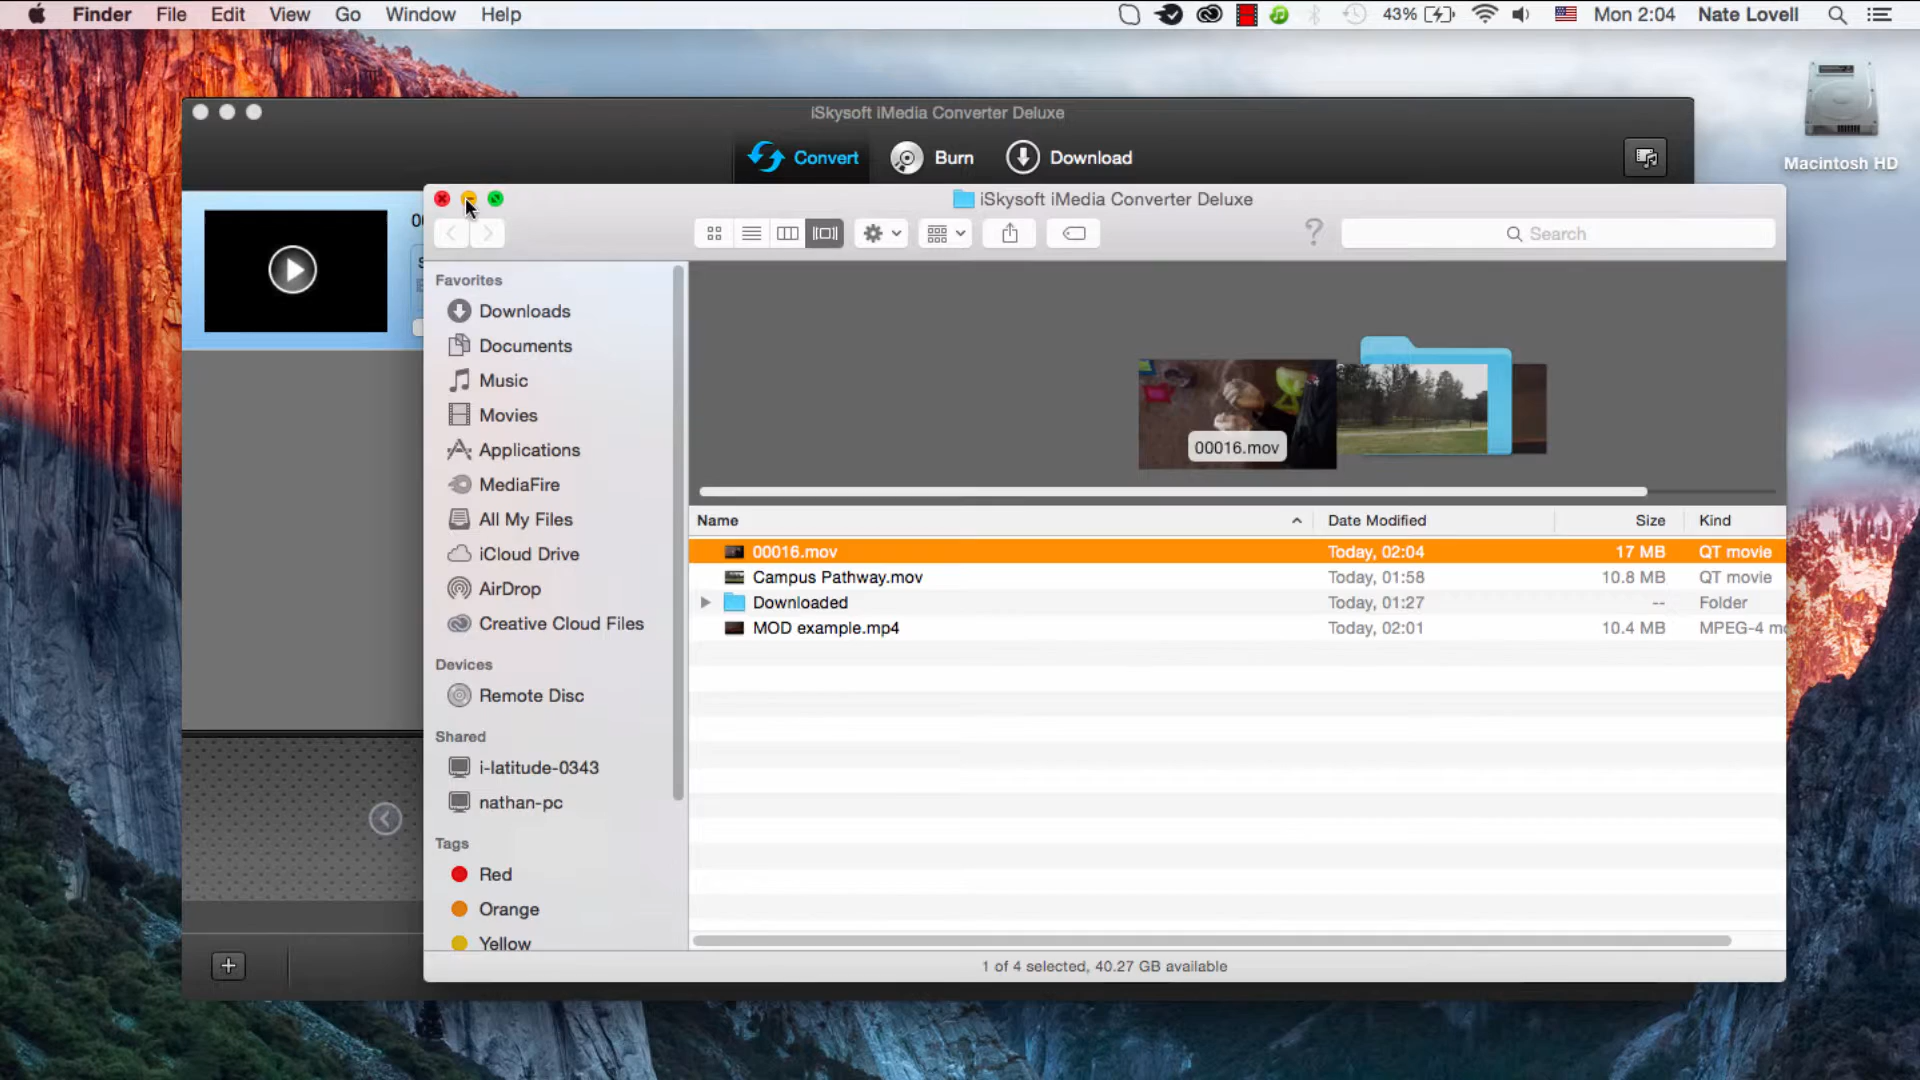 Finder File Edit View Go Window Help 43% Mon 2:04 Nate Lovell
Macintosh HD
iSkysoft iMedia Converter Deluxe
Convert Burn Download
iSkysoft iMedia Converter Deluxe
Search
Favorites
Downloads
Documents
Music
Movies
Applications
MediaFire
All My Files
iCloud Drive
AirDrop
Creative Cloud Files
Devices
Remote Disc
Shared
i-latitude-0343
nathan-pc
Tags
Red
Orange
Yellow
00016.mov
Name Date Modified Size Kind
00016.mov Today, 02:04 17 MB QT movie
Campus Pathway.mov Today, 01:58 10.8 MB QT movie
Downloaded Today, 01:27 -- Folder
MOD example.mp4 Today, 02:01 10.4 MB MPEG-4 mo
1 of 4 selected, 40.27 GB available